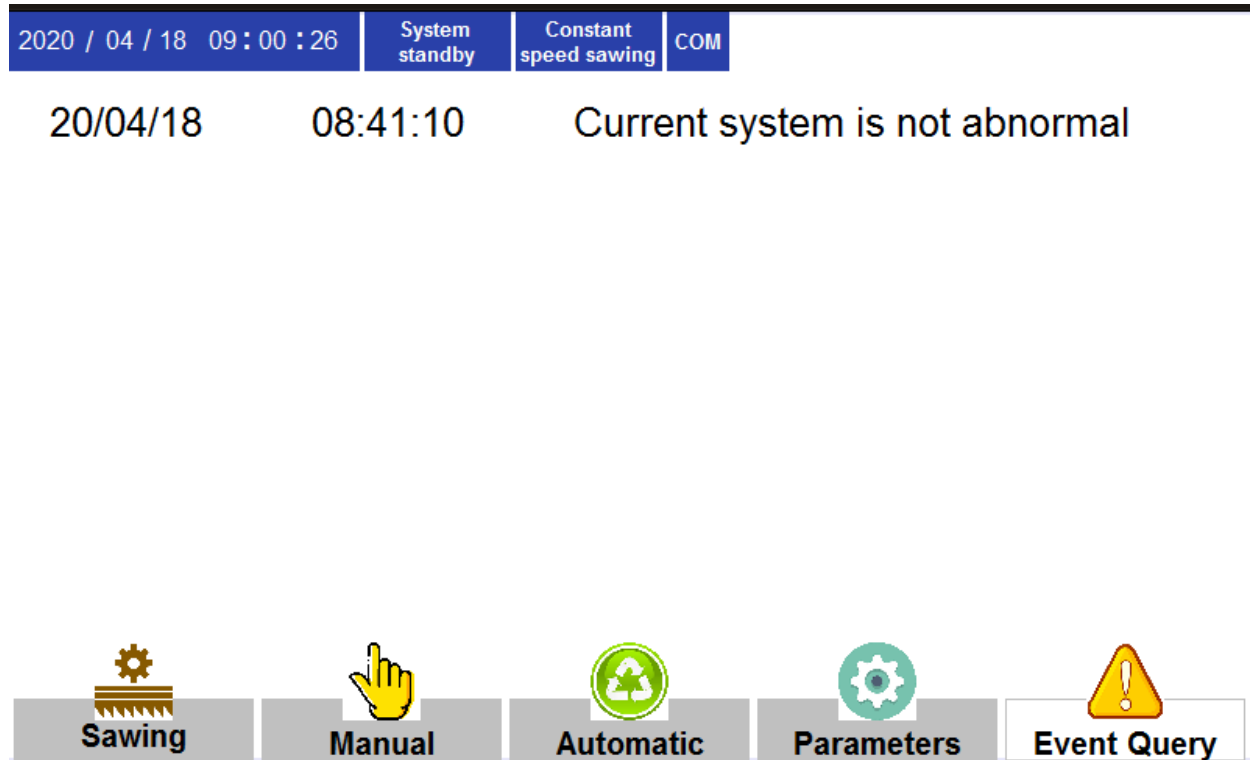 2020 / 04 / 18 09:00:26
System
standby
Constant
speed sawing
COM
20/04/18 08:41:10 Current system is not abnormal
Sawing
Manual
Automatic
Parameters
Event Query